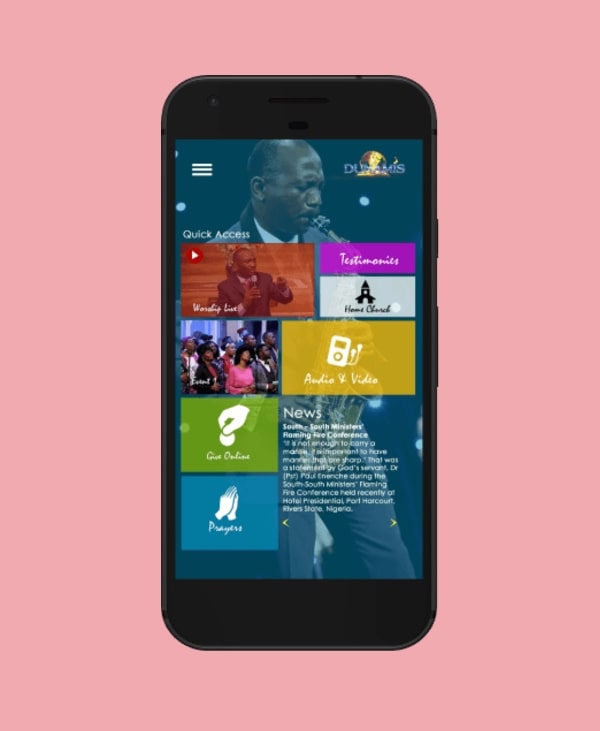 DUNAMIS
Quick Access
Worship Live
Testimonies
Home Church
Event 1
Audio & Video
Give Online
Prayers
News
South – South Ministers'
Flaming Fire Conference
"It is not enough to carry a
mantle, it is important to have
mantles that are sharp." That was
a statement by God's servant, Dr
(Pst) Paul Enenche during the
South-South Ministers' Flaming
Fire Conference held recently at
Hotel Presidential, Port Harcourt,
Rivers State, Nigeria.